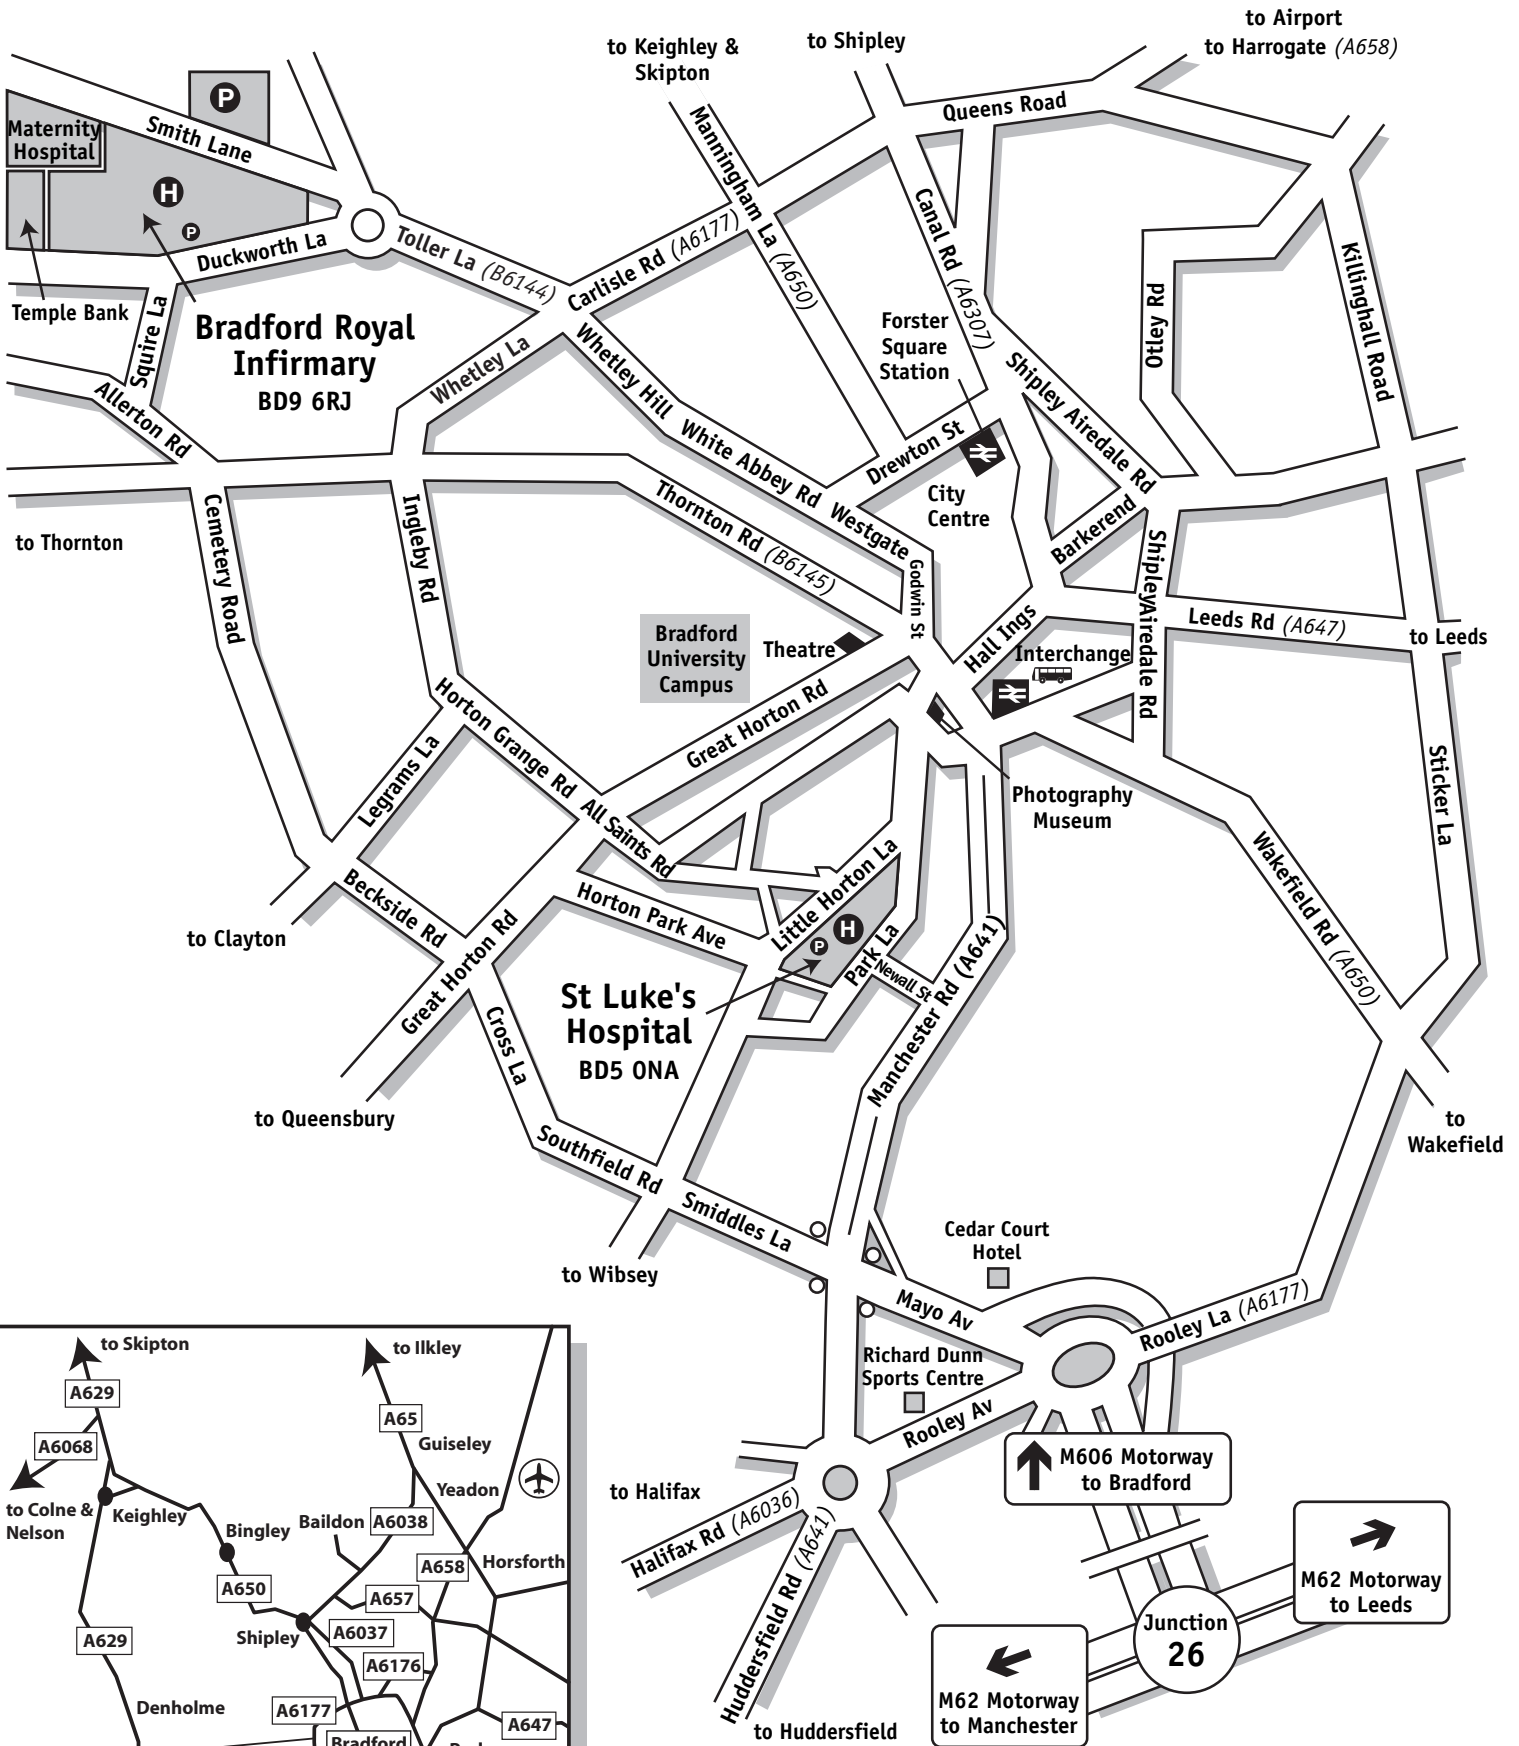 to Airport
to Harrogate (A658)
to Keighley &
Skipton
to Shipley
Queens Road
P
Maternity
Hospital
Smith Lane
H
P
Manningham La (A650)
Canal Rd (A6307)
Duckworth La
Toller La (B6144)
Carlisle Rd (A6177)
Killinghall Road
Otley Rd
Temple Bank
Squire La
Bradford Royal
Infirmary
BD9 6RJ
Forster
Square
Station
Whetley La
Whetley Hill
Shipley Airedale Rd
Allerton Rd
White Abbey Rd
Drewton St
City
Centre
Westgate
Barkerend
to Thornton
Cemetery Road
Ingleby Rd
Thornton Rd (B6145)
Godwin St
ShipleyAiredale Rd
Hall Ings
Leeds Rd (A647)
to Leeds
Bradford
University
Campus
Theatre
Interchange
Great Horton Rd
Horton Grange Rd
Legrams La
All Saints Rd
Photography
Museum
Sticker La
Wakefield Rd (A650)
Beckside Rd
Horton Park Ave
Little Horton La
H
P
Park La
Newall St
Manchester Rd (A641)
to Clayton
Great Horton Rd
St Luke's
Hospital
BD5 0NA
Cross La
to Queensbury
to
Wakefield
Southfield Rd
Smiddles La
to Wibsey
Cedar Court
Hotel
Mayo Av
Rooley La (A6177)
Richard Dunn
Sports Centre
Rooley Av
M606 Motorway
to Bradford
to Halifax
Halifax Rd (A6036)
Huddersfield Rd (A641)
to Huddersfield
M62 Motorway
to Leeds
Junction
26
M62 Motorway
to Manchester
to Skipton
to Ilkley
A629
A65
A6068
Guiseley
Yeadon
to Colne &
Nelson
Keighley
Bingley
Baildon
A6038
A658
Horsforth
A650
A657
Shipley
A6037
A629
A6176
Denholme
A6177
A647
Bradford